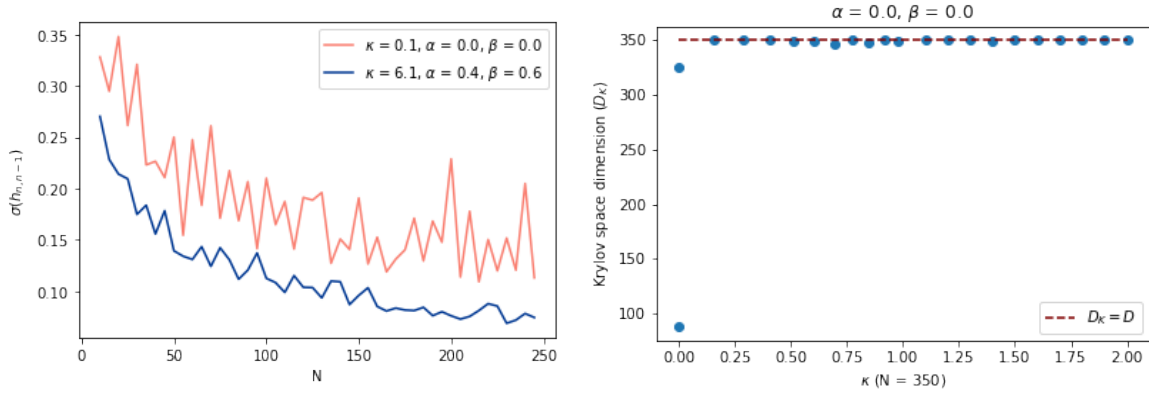 0.35
0.30
0.25
0.20
0.15
0.10
σ(hₙ,ₙ₋₁)
κ = 0.1, α = 0.0, β = 0.0
κ = 6.1, α = 0.4, β = 0.6
0 50 100 150 200 250
N
α = 0.0, β = 0.0
350
300
250
200
150
100
Krylov space dimension (Dκ)
Dκ = D
0.00 0.25 0.50 0.75 1.00 1.25 1.50 1.75 2.00
κ (N = 350)